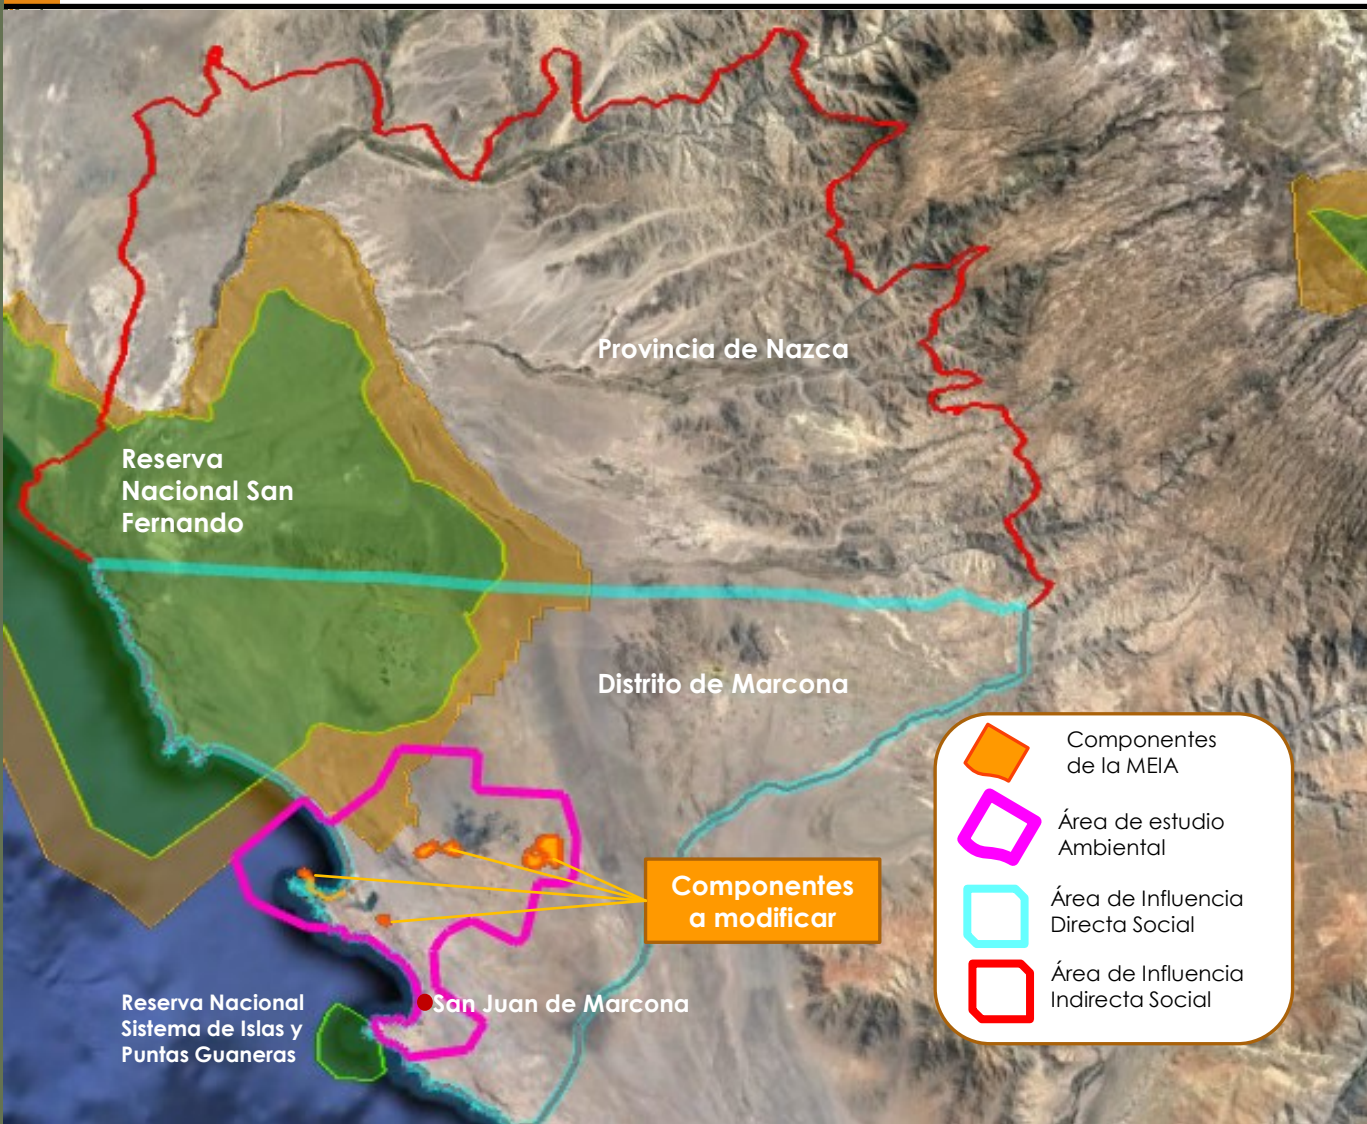 Provincia de Nazca
Reserva
Nacional San
Fernando
Distrito de Marcona
Componentes
de la MEIA
Área de estudio
Ambiental
Área de Influencia
Directa Social
Área de Influencia
Indirecta Social
Componentes
a modificar
San Juan de Marcona
Reserva Nacional
Sistema de Islas y
Puntas Guaneras